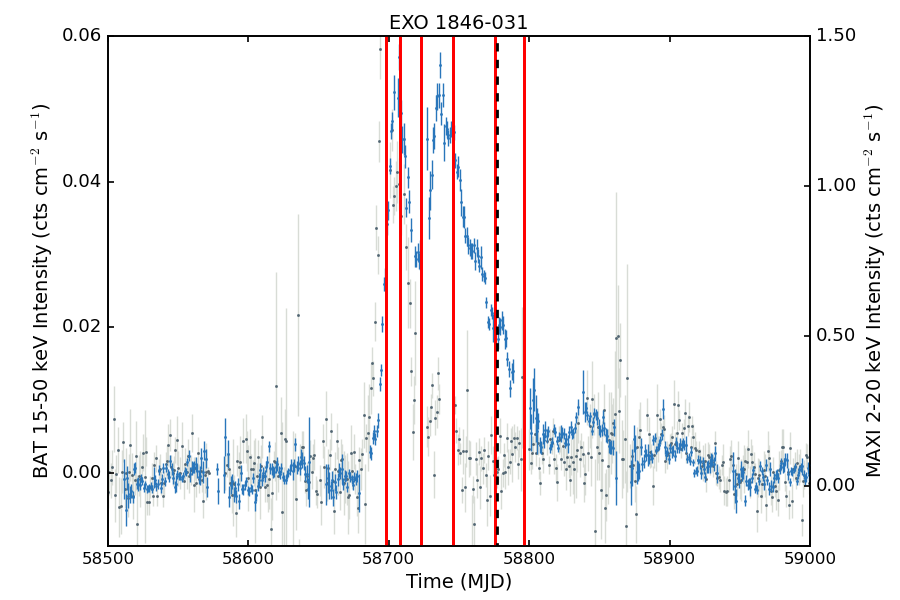 EXO 1846-031
0.06
0.04
0.02
0.00
BAT 15-50 keV Intensity (cts cm⁻² s⁻¹)
1.50
1.00
0.50
0.00
MAXI 2-20 keV Intensity (cts cm⁻² s⁻¹)
58500 58600 58700 58800 58900 59000
Time (MJD)